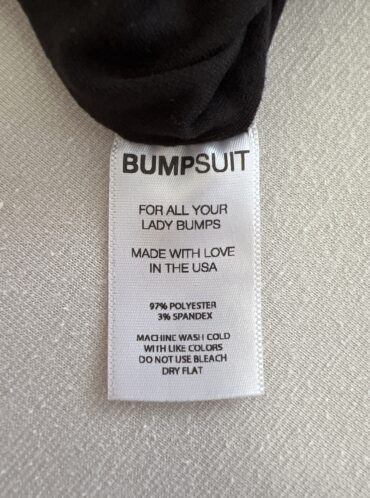 BUMPSUIT
FOR ALL YOUR
LADY BUMPS
MADE WITH LOVE
IN THE USA
97% POLYESTER
3% SPANDEX
MACHINE WASH COLD
WITH LIKE COLORS
DO NOT USE BLEACH
DRY FLAT